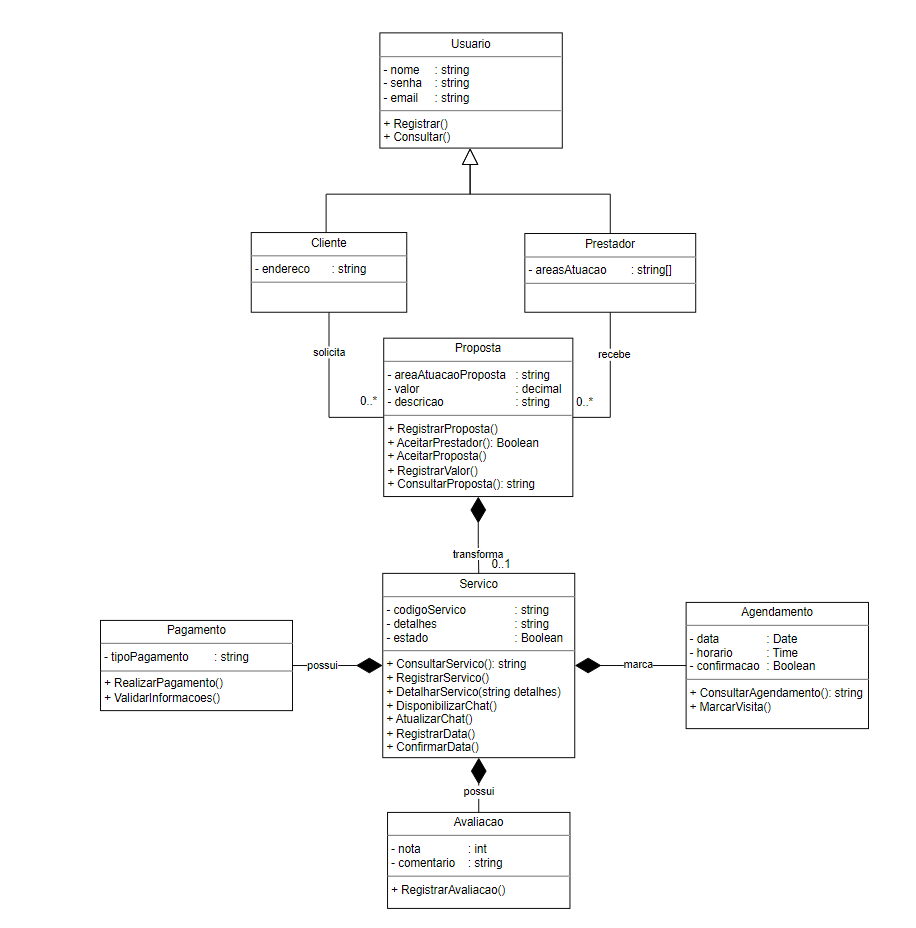 Usuario
- nome : string
- senha : string
- email : string
+ Registrar()
+ Consultar()
Cliente
- endereco : string
Prestador
- areasAtuacao : string[]
solicita
recebe
0..*
0..*
Proposta
- areaAtuacaoProposta : string
- valor : decimal
- descricao : string
+ RegistrarProposta()
+ AceitarPrestador(): Boolean
+ AceitarProposta()
+ RegistrarValor()
+ ConsultarProposta(): string
transforma
0..1
Servico
- codigoServico : string
- detalhes : string
- estado : Boolean
+ ConsultarServico(): string
+ RegistrarServico()
+ DetalharServico(string detalhes)
+ DisponibilizarChat()
+ AtualizarChat()
+ RegistrarData()
+ ConfirmarData()
Pagamento
- tipoPagamento : string
+ RealizarPagamento()
+ ValidarInformacoes()
possui
marca
Agendamento
- data : Date
- horario : Time
- confirmacao : Boolean
+ ConsultarAgendamento(): string
+ MarcarVisita()
possui
Avaliacao
- nota : int
- comentario : string
+ RegistrarAvaliacao()